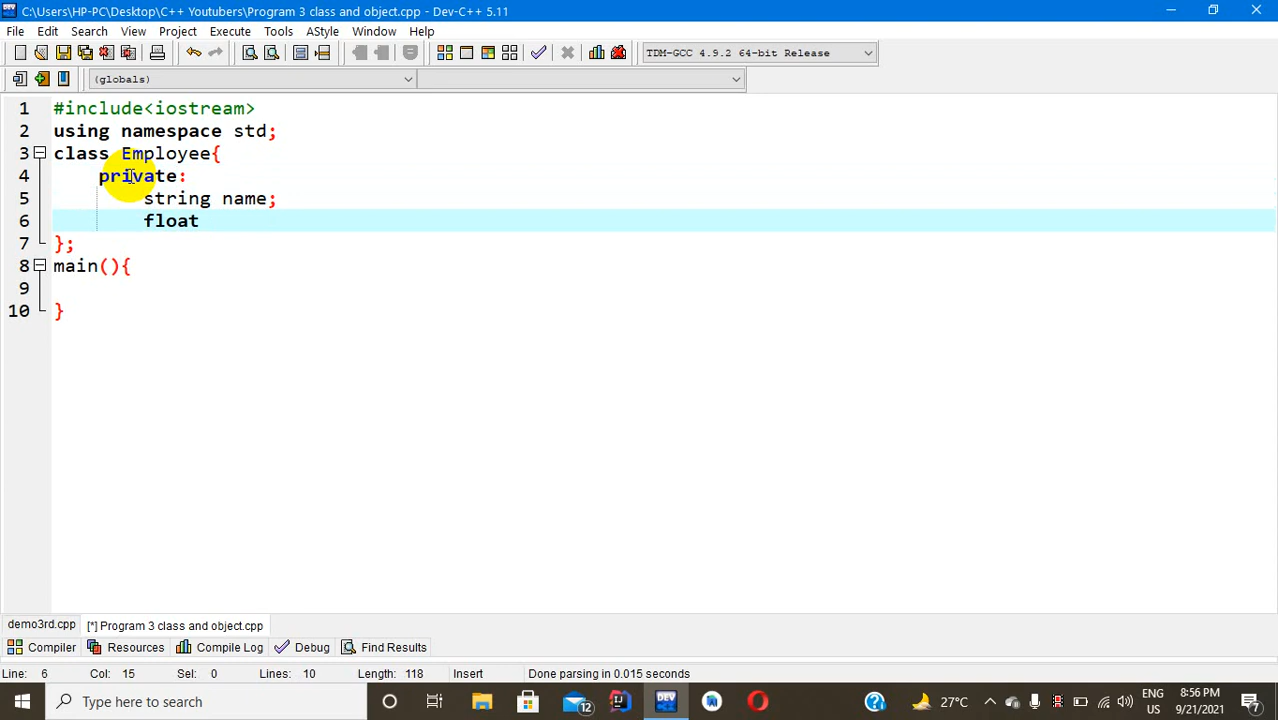 C:\Users\HP-PC\Desktop\C++ Youtubers\Program 3 class and object.cpp - Dev-C++ 5.11
File Edit Search View Project Execute Tools AStyle Window Help
TDM-GCC 4.9.2 64-bit Release
(globals)
1 #include<iostream>
2 using namespace std;
3 class Employee{
4 private:
5 string name;
6 float
7 };
8 main(){
9
10 }
demo3rd.cpp [*] Program 3 class and object.cpp
Compiler Resources Compile Log Debug Find Results
Line: 6 Col: 15 Sel: 0 Lines: 10 Length: 118 Insert Done parsing in 0.015 seconds
Type here to search DEV 12 27°C ENG US 8:56 PM 9/21/2021 7